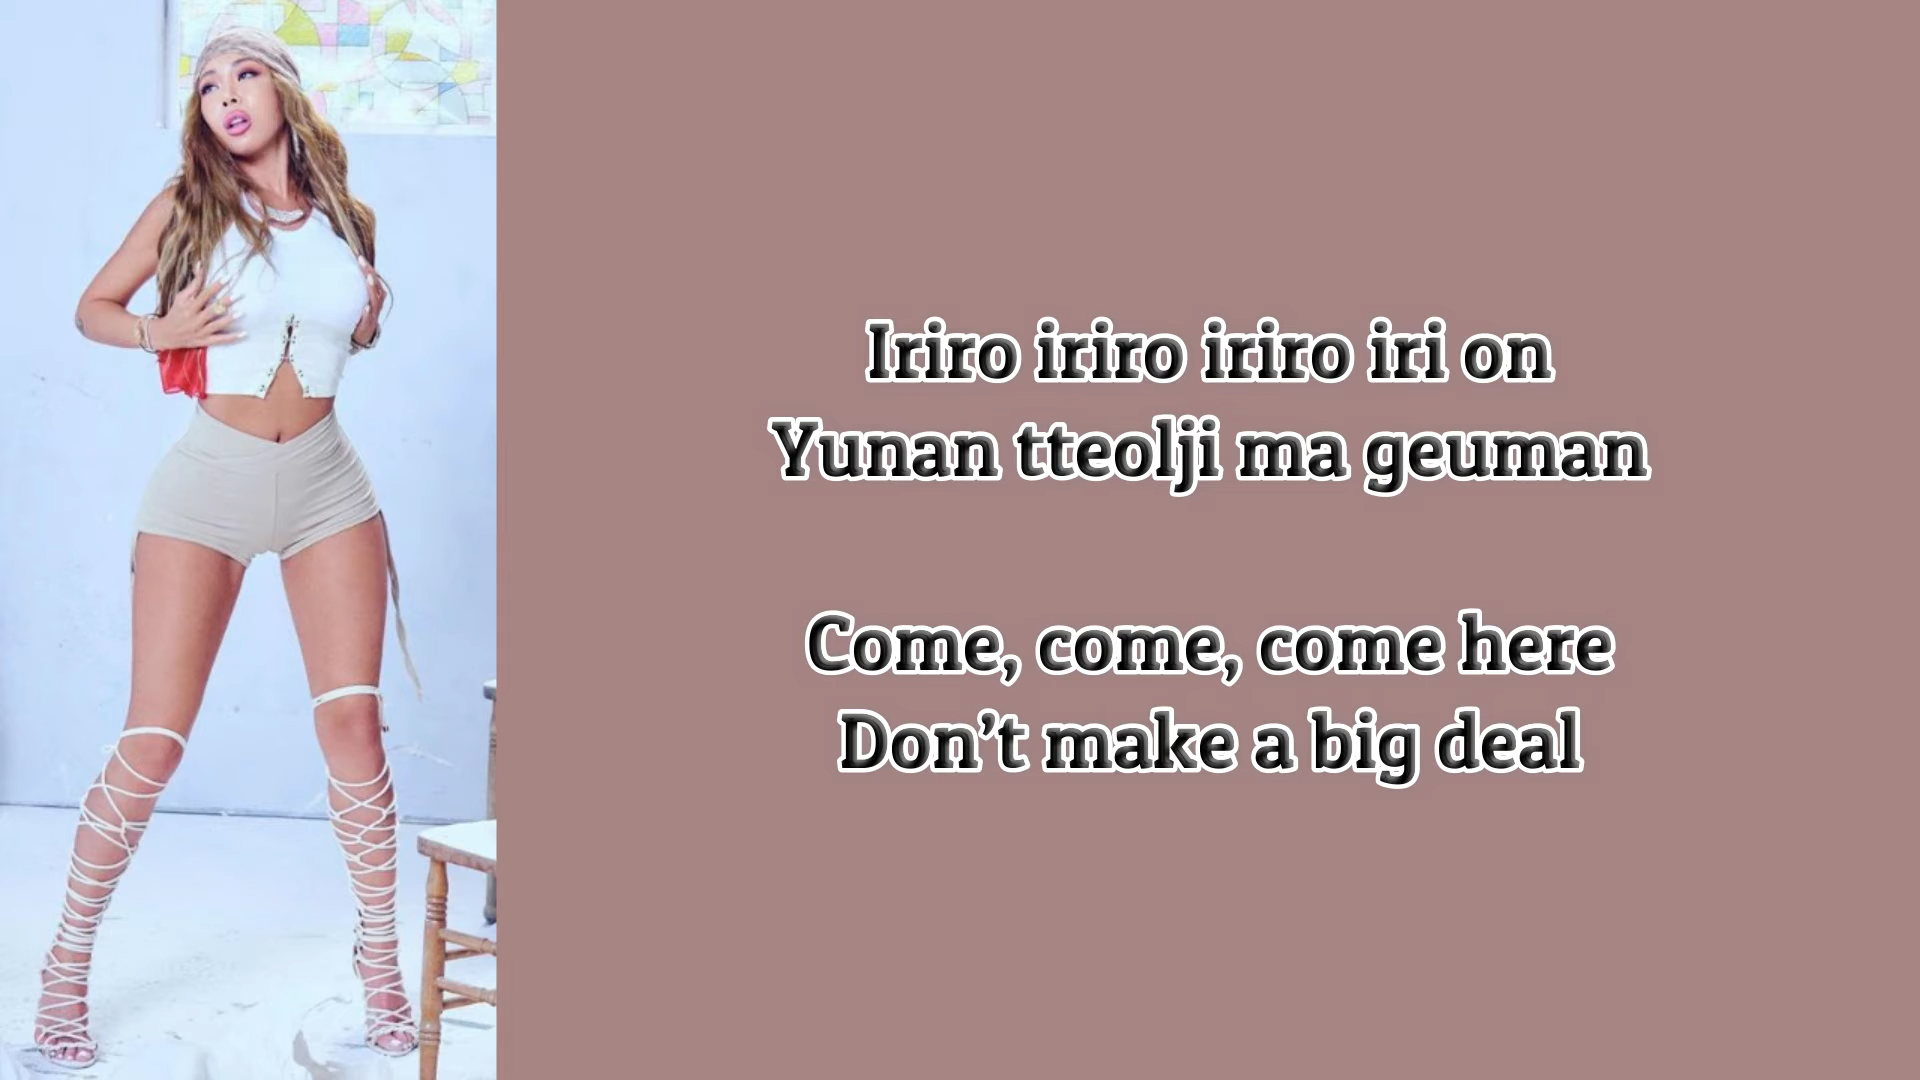 Iriro iriro iriro iri on
Yunan tteolji ma geuman
Come, come, come here
Don’t make a big deal